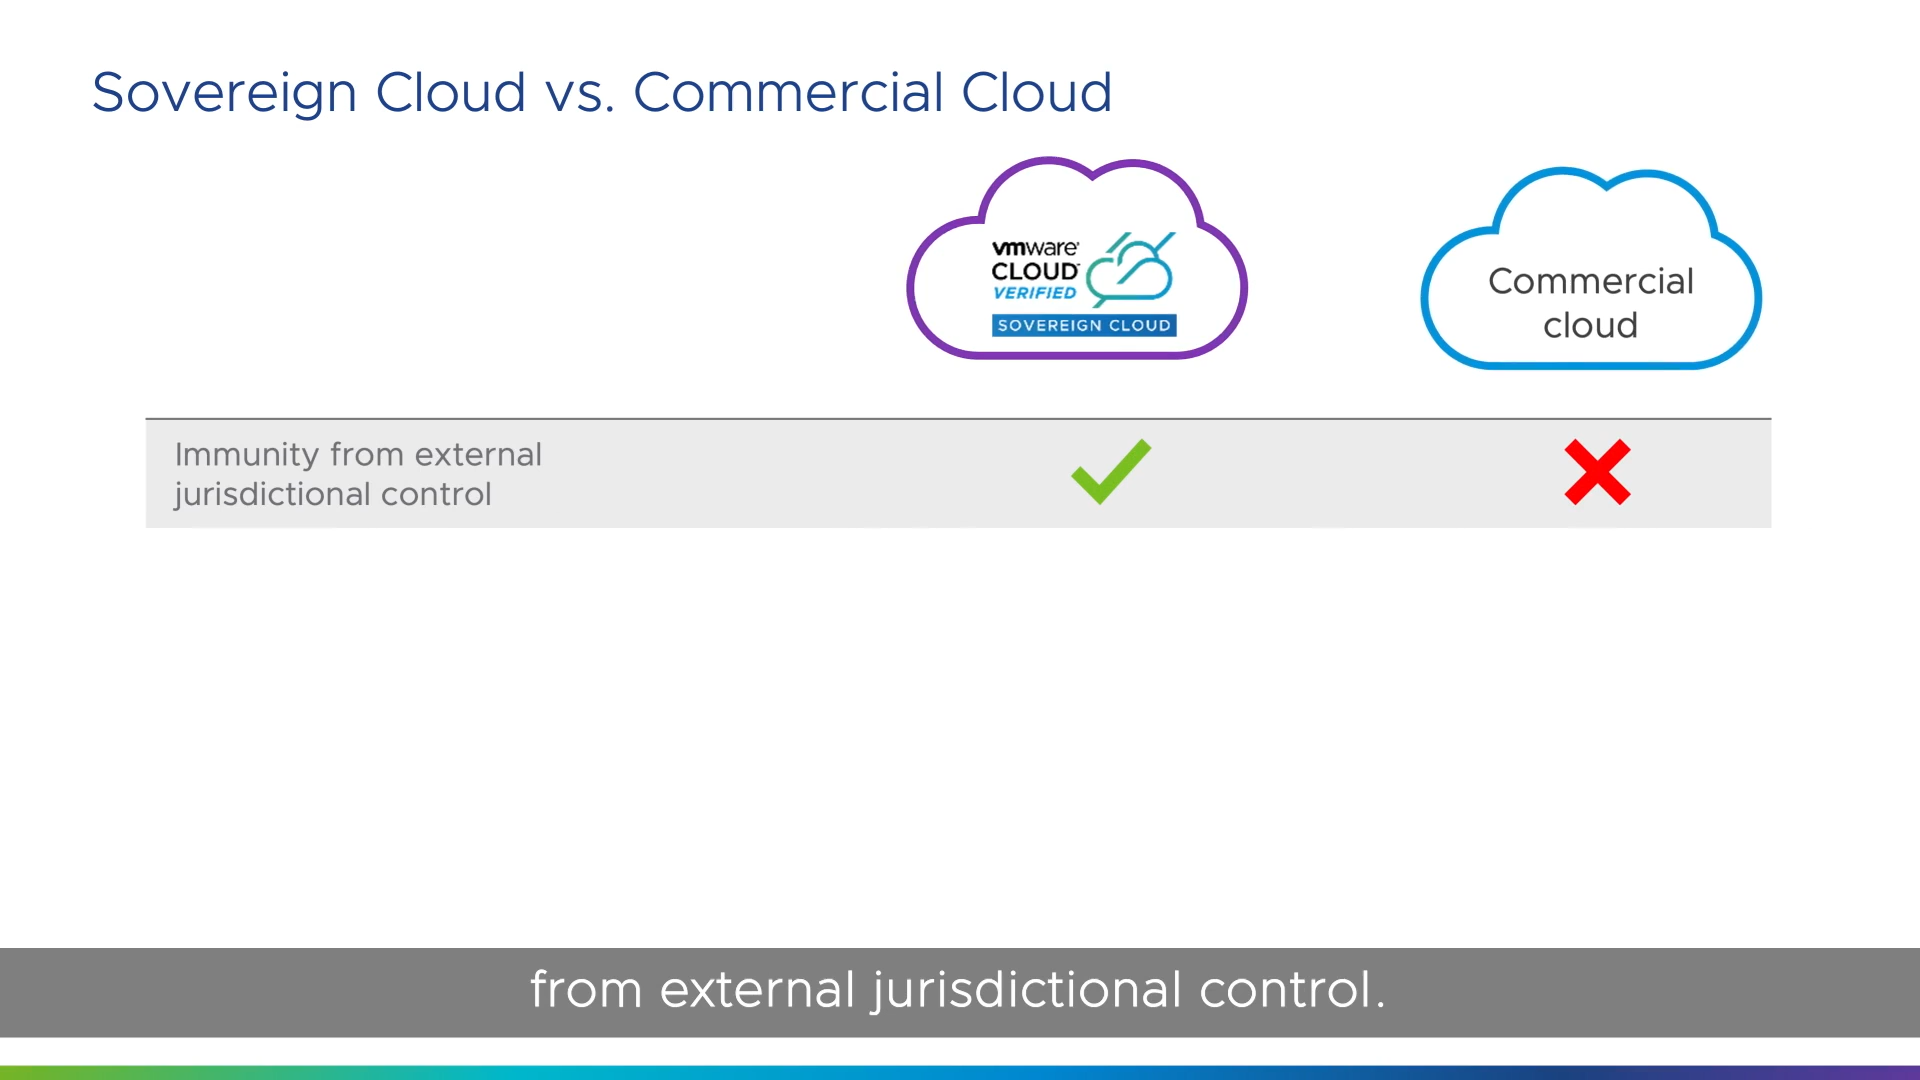 Sovereign Cloud vs. Commercial Cloud
vmware®
CLOUD™
VERIFIED
SOVEREIGN CLOUD
Commercial
cloud
Immunity from external
jurisdictional control
from external jurisdictional control.